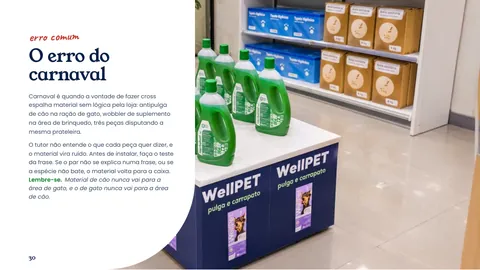 erro comum
O erro do
carnaval
Carnaval é quando a vontade de fazer cross
espalha material sem lógica pela loja: antipulga
de cão na ração de gato, wobbler de suplemento
na área de brinquedo, três peças disputando a
mesma prateleira.
O tutor não entende o que cada peça quer dizer, e
o material vira ruído. Antes de instalar, faça o teste
da frase. Se a par não se explica numa frase, ou se
a espécie não bate, o material volta para a caixa.
Lembre-se. Material de cão nunca vai para a
área de gato, e o de gato nunca vai para a área
de cão.
30
WellPET
pulga e carrapato
WellPET
pulga e carrapato